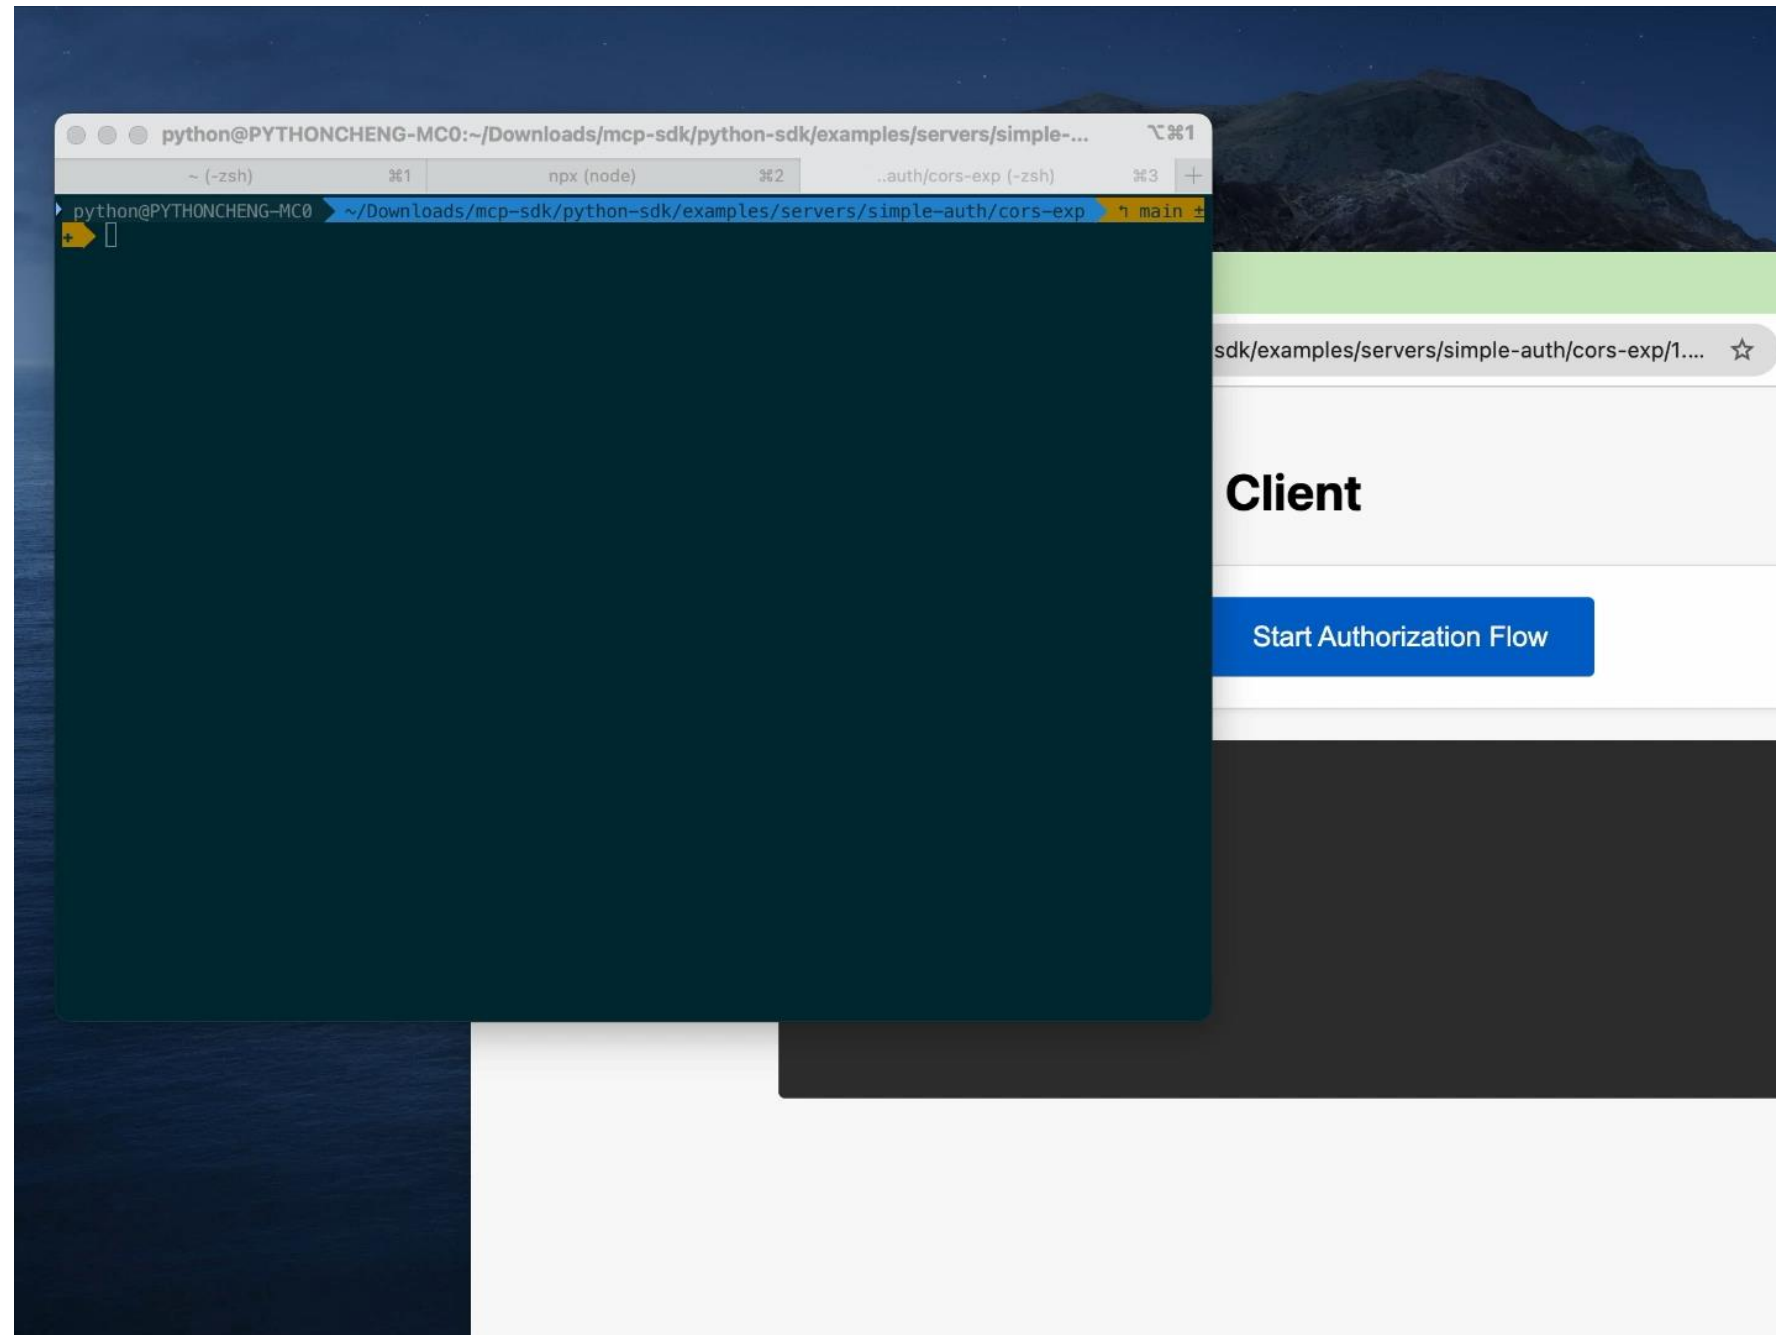 python@PYTHONCHENG-MC0:~/Downloads/mcp-sdk/python-sdk/examples/servers/simple-... ⌥⌘1
~ (-zsh) ⌘1 npx (node) ⌘2 ..auth/cors-exp (-zsh) ⌘3 +
python@PYTHONCHENG-MC0 ~/Downloads/mcp-sdk/python-sdk/examples/servers/simple-auth/cors-exp ↰ main ±
+
sdk/examples/servers/simple-auth/cors-exp/1.... ☆
Client
Start Authorization Flow